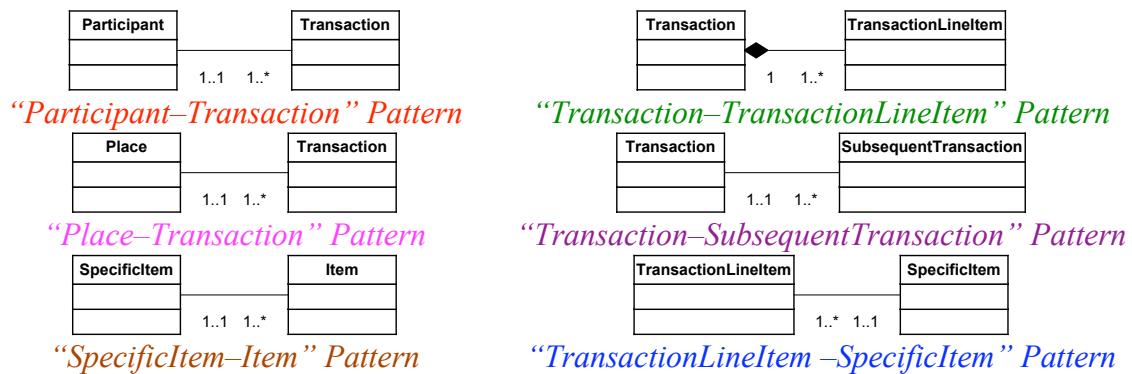 Participant Transaction
1..1 1..*
“Participant–Transaction” Pattern
Transaction TransactionLineItem
1 1..*
“Transaction–TransactionLineItem” Pattern
Place Transaction
1..1 1..*
“Place–Transaction” Pattern
Transaction SubsequentTransaction
1..1 1..*
“Transaction–SubsequentTransaction” Pattern
SpecificItem Item
1..1 1..*
“SpecificItem–Item” Pattern
TransactionLineItem SpecificItem
1..* 1..1
“TransactionLineItem –SpecificItem” Pattern